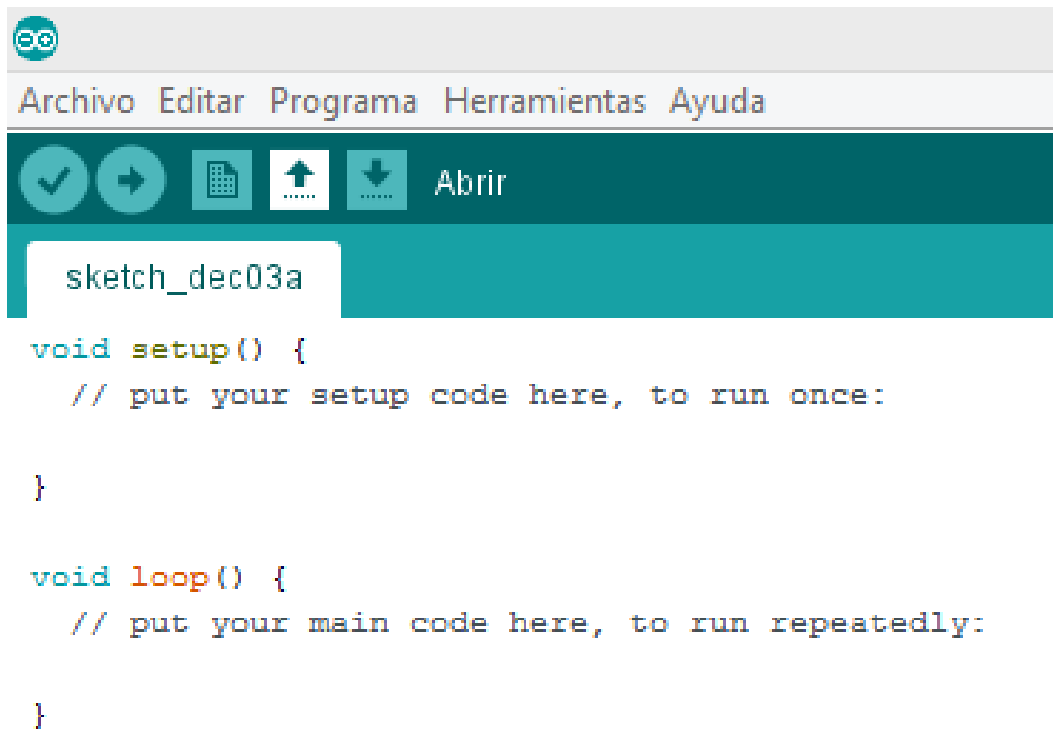 Archivo Editar Programa Herramientas Ayuda
Abrir
sketch_dec03a
void setup() {
// put your setup code here, to run once:
}
void loop() {
// put your main code here, to run repeatedly:
}